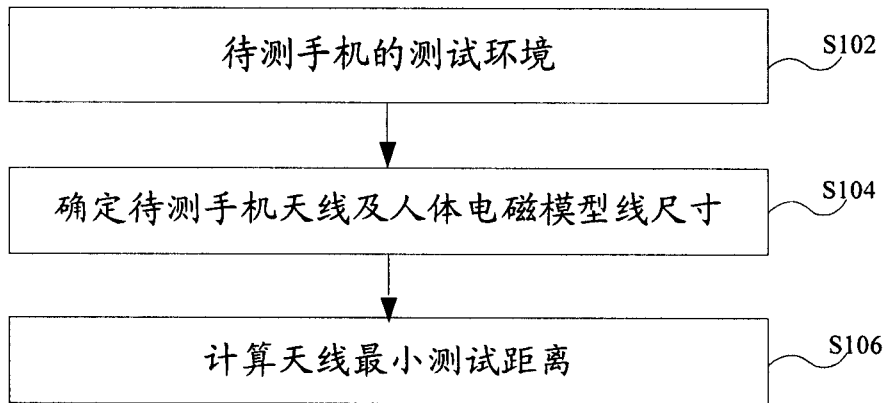 待测手机的测试环境
S102
确定待测手机天线及人体电磁模型线尺寸
S104
计算天线最小测试距离
S106